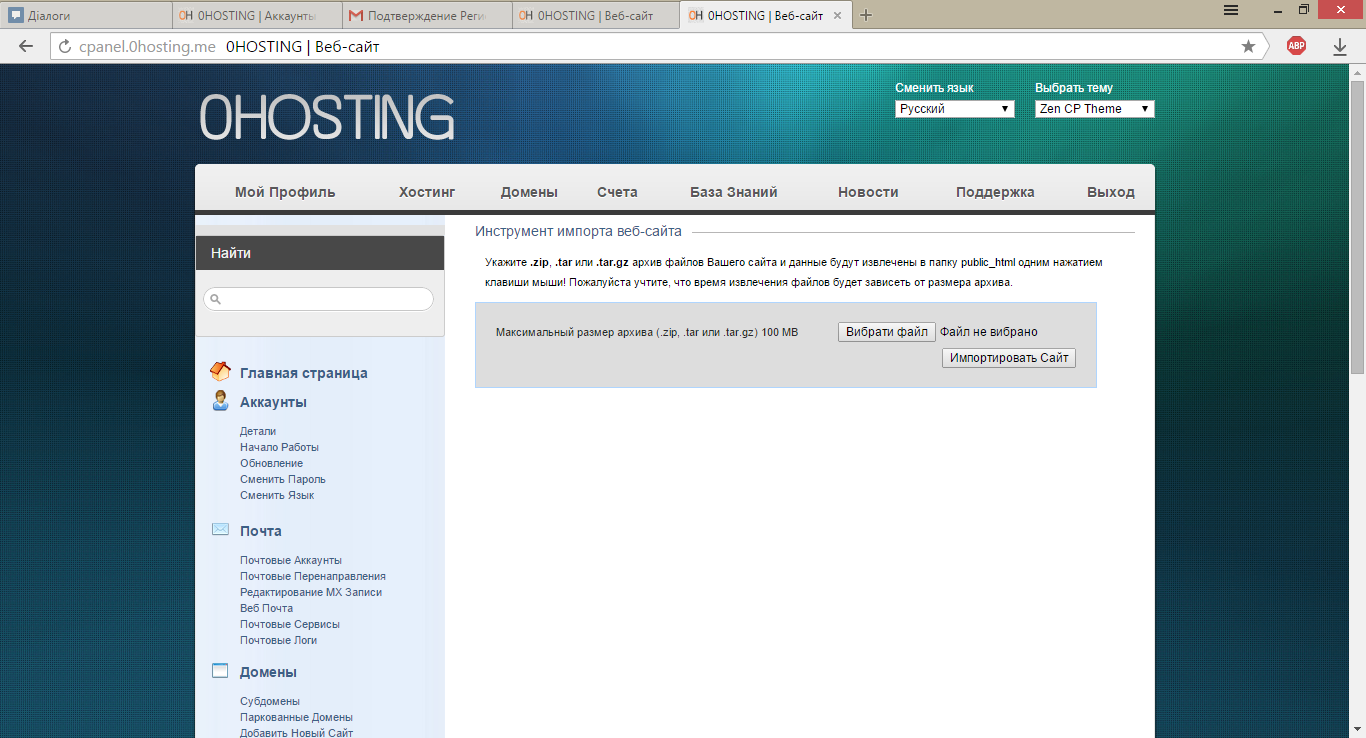 Діалоги
0HOSTING | Аккаунты
Подтверждение Реги
0HOSTING | Веб-сайт
0HOSTING | Веб-сайт
cpanel.0hosting.me 0HOSTING | Веб-сайт
ABP
0HOSTING
Сменить язык
Выбрать тему
Русский
Zen CP Theme
Мой Профиль
Хостинг
Домены
Счета
База Знаний
Новости
Поддержка
Выход
Найти
Инструмент импорта веб-сайта
Укажите .zip, .tar или .tar.gz архив файлов Вашего сайта и данные будут извлечены в папку public_html одним нажатием
клавиши мыши! Пожалуйста учтите, что время извлечения файлов будет зависеть от размера архива.
Максимальный размер архива (.zip, .tar или .tar.gz) 100 MB
Вибрати файл Файл не вибрано
Импортировать Сайт
Главная страница
Аккаунты
Детали
Начало Работы
Обновление
Сменить Пароль
Сменить Язык
Почта
Почтовые Аккаунты
Почтовые Перенаправления
Редактирование MX Записи
Веб Почта
Почтовые Сервисы
Почтовые Логи
Домены
Субдомены
Паркованные Домены
Добавить Новый Сайт